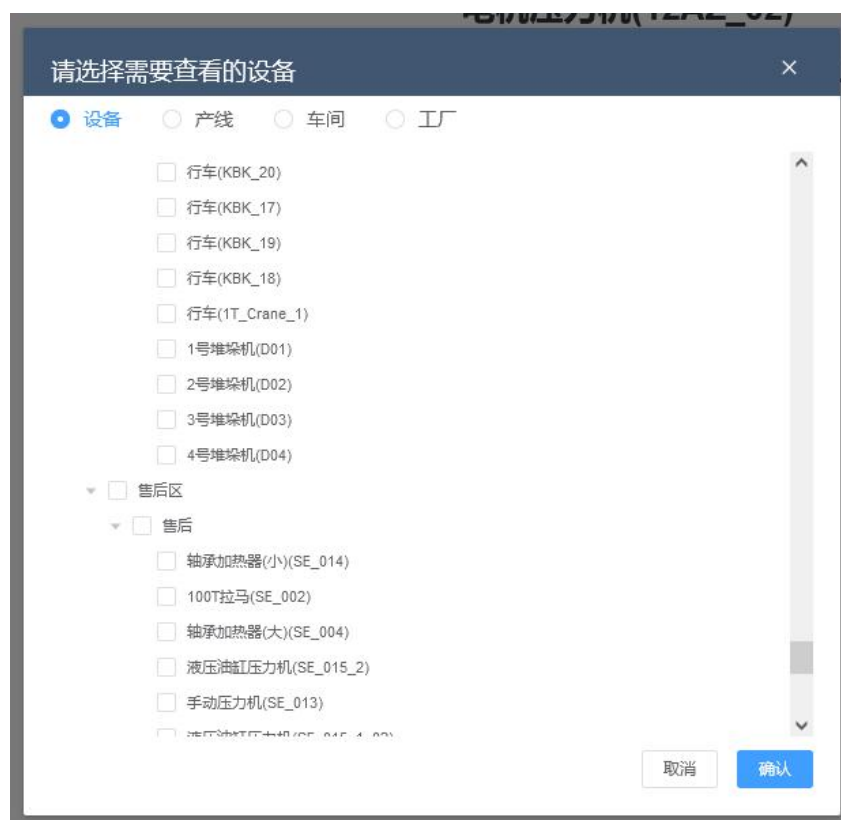 请选择需要查看的设备
设备 产线 车间 工厂
行车(KBK_20)
行车(KBK_17)
行车(KBK_19)
行车(KBK_18)
行车(1T_Crane_1)
1号堆垛机(D01)
2号堆垛机(D02)
3号堆垛机(D03)
4号堆垛机(D04)
售后区
售后
轴承加热器(小)(SE_014)
100T拉马(SE_002)
轴承加热器(大)(SE_004)
液压油缸压力机(SE_015_2)
手动压力机(SE_013)
取消 确认